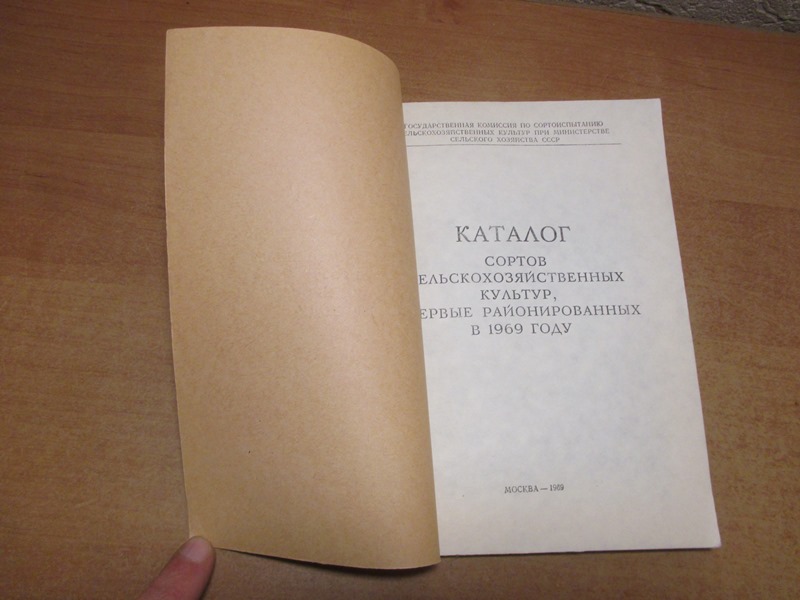 ГОСУДАРСТВЕННАЯ КОМИССИЯ ПО СОРТОИСПЫТАНИЮ
ЕЛЬСКОХОЗЯЙСТВЕННЫХ КУЛЬТУР ПРИ МИНИСТЕРСТВЕ
СЕЛЬСКОГО ХОЗЯЙСТВА СССР
КАТАЛОГ
СОРТОВ
ЕЛЬСКОХОЗЯЙСТВЕННЫХ
КУЛЬТУР,
ЕРВЫЕ РАЙОНИРОВАННЫХ
В 1969 ГОДУ
МОСКВА — 1969